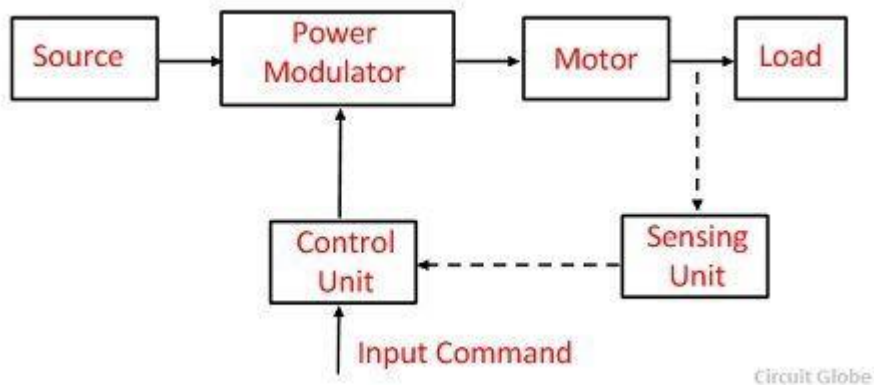 Source
Power
Modulator
Motor
Load
Control
Unit
Sensing
Unit
Input Command
Circuit Globe